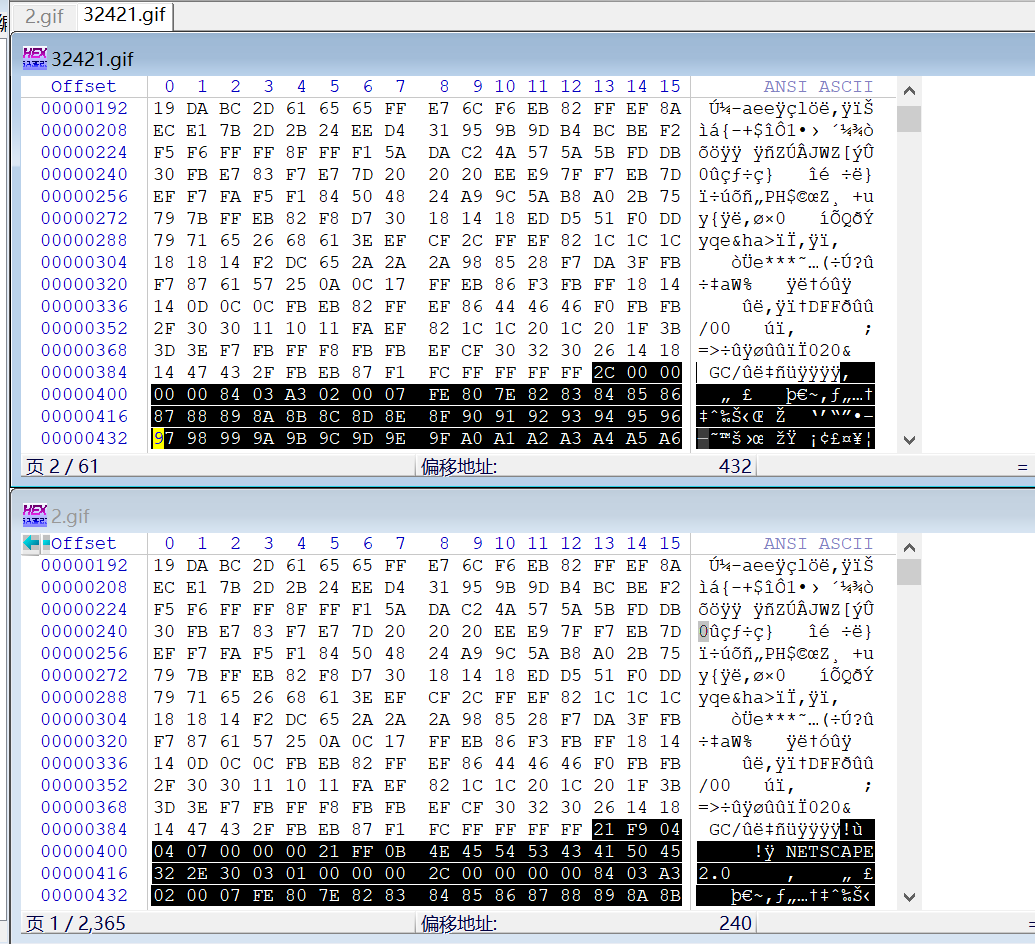 2.gif 32421.gif
HEX 32421.gif
Offset 0 1 2 3 4 5 6 7 8 9 10 11 12 13 14 15 ANSI ASCII
00000192 19 DA BC 2D 61 65 65 FF E7 6C F6 EB 82 FF EF 8A Ú¼-aeeÿçlöë‚ÿïŠ
00000208 EC E1 7B 2D 2B 24 EE D4 31 95 9B 9D B4 BC BE F2 ìá{-+$îÔ1•› ´¼¾ò
00000224 F5 F6 FF FF 8F FF F1 5A DA C2 4A 57 5A 5B FD DB õöÿÿ ÿñZÚÂJWZ[ýÛ
00000240 30 FB E7 83 F7 E7 7D 20 20 20 EE E9 7F F7 EB 7D 0ûçƒ÷ç} îé ÷ë}
00000256 EF F7 FA F5 F1 84 50 48 24 A9 9C 5A B8 A0 2B 75 ï÷úõñ„PH$©œZ¸ +u
00000272 79 7B FF EB 82 F8 D7 30 18 14 18 ED D5 51 F0 DD y{ÿë‚ø×0 íÕQðÝ
00000288 79 71 65 26 68 61 3E EF CF 2C FF EF 82 1C 1C 1C yqe&ha>ïÏ,ÿï‚
00000304 18 18 14 F2 DC 65 2A 2A 2A 98 85 28 F7 DA 3F FB òÜe***˜…(÷Ú?û
00000320 F7 87 61 57 25 0A 0C 17 FF EB 86 F3 FB FF 18 14 ÷‡aW% ÿë†óûÿ
00000336 14 0D 0C 0C FB EB 82 FF EF 86 44 46 46 F0 FB FB ûë‚ÿï†DFFðûû
00000352 2F 30 30 11 10 11 FA EF 82 1C 1C 20 1C 20 1F 3B /00 úï‚ ;
00000368 3D 3E F7 FB FF F8 FB FB EF CF 30 32 30 26 14 18 =>÷ûÿøûûïÏ020&
00000384 14 47 43 2F FB EB 87 F1 FC FF FF FF FF 2C 00 00 GC/ûë‡ñüÿÿÿÿ,
00000400 00 00 84 03 A3 02 00 07 FE 80 7E 82 83 84 85 86 „ £ þ€~‚ƒ„…†
00000416 87 88 89 8A 8B 8C 8D 8E 8F 90 91 92 93 94 95 96 ‡ˆ‰Š‹Œ Ž ‘’“”•–
00000432 97 98 99 9A 9B 9C 9D 9E 9F A0 A1 A2 A3 A4 A5 A6 —˜™š›œ žŸ ¡¢£¤¥¦
页 2 / 61 偏移地址: 432 =
HEX 2.gif
Offset 0 1 2 3 4 5 6 7 8 9 10 11 12 13 14 15 ANSI ASCII
00000192 19 DA BC 2D 61 65 65 FF E7 6C F6 EB 82 FF EF 8A Ú¼-aeeÿçlöë‚ÿïŠ
00000208 EC E1 7B 2D 2B 24 EE D4 31 95 9B 9D B4 BC BE F2 ìá{-+$îÔ1•› ´¼¾ò
00000224 F5 F6 FF FF 8F FF F1 5A DA C2 4A 57 5A 5B FD DB õöÿÿ ÿñZÚÂJWZ[ýÛ
00000240 30 FB E7 83 F7 E7 7D 20 20 20 EE E9 7F F7 EB 7D 0ûçƒ÷ç} îé ÷ë}
00000256 EF F7 FA F5 F1 84 50 48 24 A9 9C 5A B8 A0 2B 75 ï÷úõñ„PH$©œZ¸ +u
00000272 79 7B FF EB 82 F8 D7 30 18 14 18 ED D5 51 F0 DD y{ÿë‚ø×0 íÕQðÝ
00000288 79 71 65 26 68 61 3E EF CF 2C FF EF 82 1C 1C 1C yqe&ha>ïÏ,ÿï‚
00000304 18 18 14 F2 DC 65 2A 2A 2A 98 85 28 F7 DA 3F FB òÜe***˜…(÷Ú?û
00000320 F7 87 61 57 25 0A 0C 17 FF EB 86 F3 FB FF 18 14 ÷‡aW% ÿë†óûÿ
00000336 14 0D 0C 0C FB EB 82 FF EF 86 44 46 46 F0 FB FB ûë‚ÿï†DFFðûû
00000352 2F 30 30 11 10 11 FA EF 82 1C 1C 20 1C 20 1F 3B /00 úï‚ ;
00000368 3D 3E F7 FB FF F8 FB FB EF CF 30 32 30 26 14 18 =>÷ûÿøûûïÏ020&
00000384 14 47 43 2F FB EB 87 F1 FC FF FF FF FF 21 F9 04 GC/ûë‡ñüÿÿÿÿ!ù
00000400 04 07 00 00 00 21 FF 0B 4E 45 54 53 43 41 50 45 !ÿ NETSCAPE
00000416 32 2E 30 03 01 00 00 00 2C 00 00 00 00 84 03 A3 2.0 , „ £
00000432 02 00 07 FE 80 7E 82 83 84 85 86 87 88 89 8A 8B þ€~‚ƒ„…†‡ˆ‰Š‹
页 1 / 2,365 偏移地址: 240 =